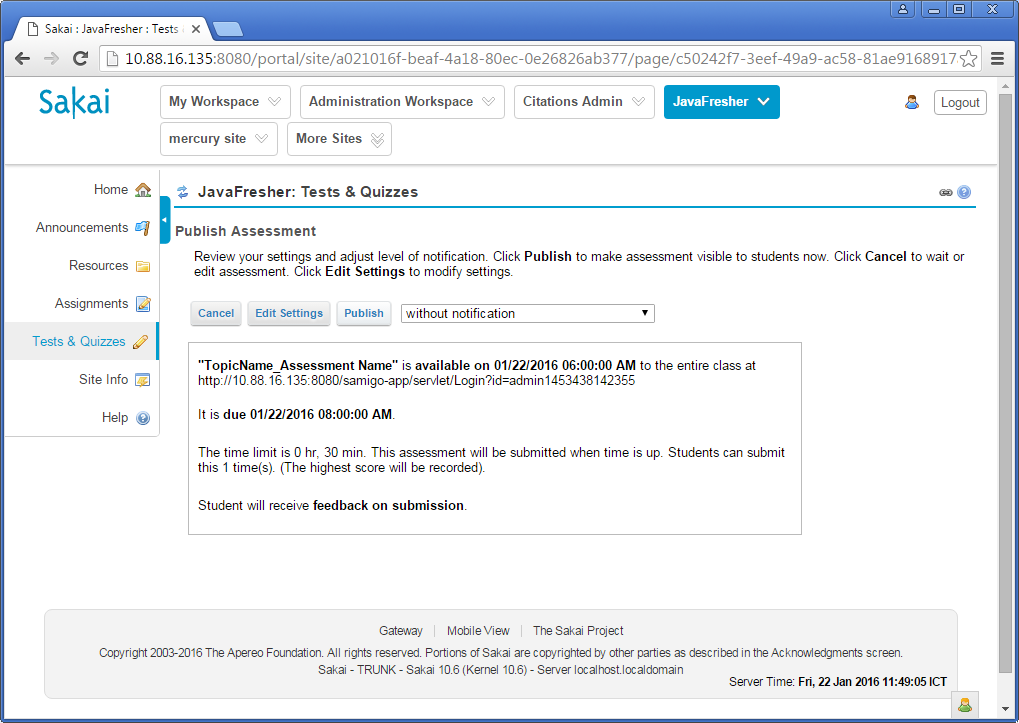 Sakai : JavaFresher : Tests
10.88.16.135:8080/portal/site/a021016f-beaf-4a18-80ec-0e26826ab377/page/c50242f7-3eef-49a9-ac58-81ae9168917
Sakai
My Workspace
Administration Workspace
Citations Admin
JavaFresher
Logout
mercury site
More Sites
Home
Announcements
Resources
Assignments
Tests & Quizzes
Site Info
Help
JavaFresher: Tests & Quizzes
Publish Assessment
Review your settings and adjust level of notification. Click Publish to make assessment visible to students now. Click Cancel to wait or
edit assessment. Click Edit Settings to modify settings.
Cancel
Edit Settings
Publish
without notification
"TopicName_Assessment Name" is available on 01/22/2016 06:00:00 AM to the entire class at
http://10.88.16.135:8080/samigo-app/servlet/Login?id=admin1453438142355
It is due 01/22/2016 08:00:00 AM.
The time limit is 0 hr, 30 min. This assessment will be submitted when time is up. Students can submit
this 1 time(s). (The highest score will be recorded).
Student will receive feedback on submission.
Gateway
Mobile View
The Sakai Project
Copyright 2003-2016 The Apereo Foundation. All rights reserved. Portions of Sakai are copyrighted by other parties as described in the Acknowledgments screen.
Sakai - TRUNK - Sakai 10.6 (Kernel 10.6) - Server localhost.localdomain
Server Time: Fri, 22 Jan 2016 11:49:05 ICT